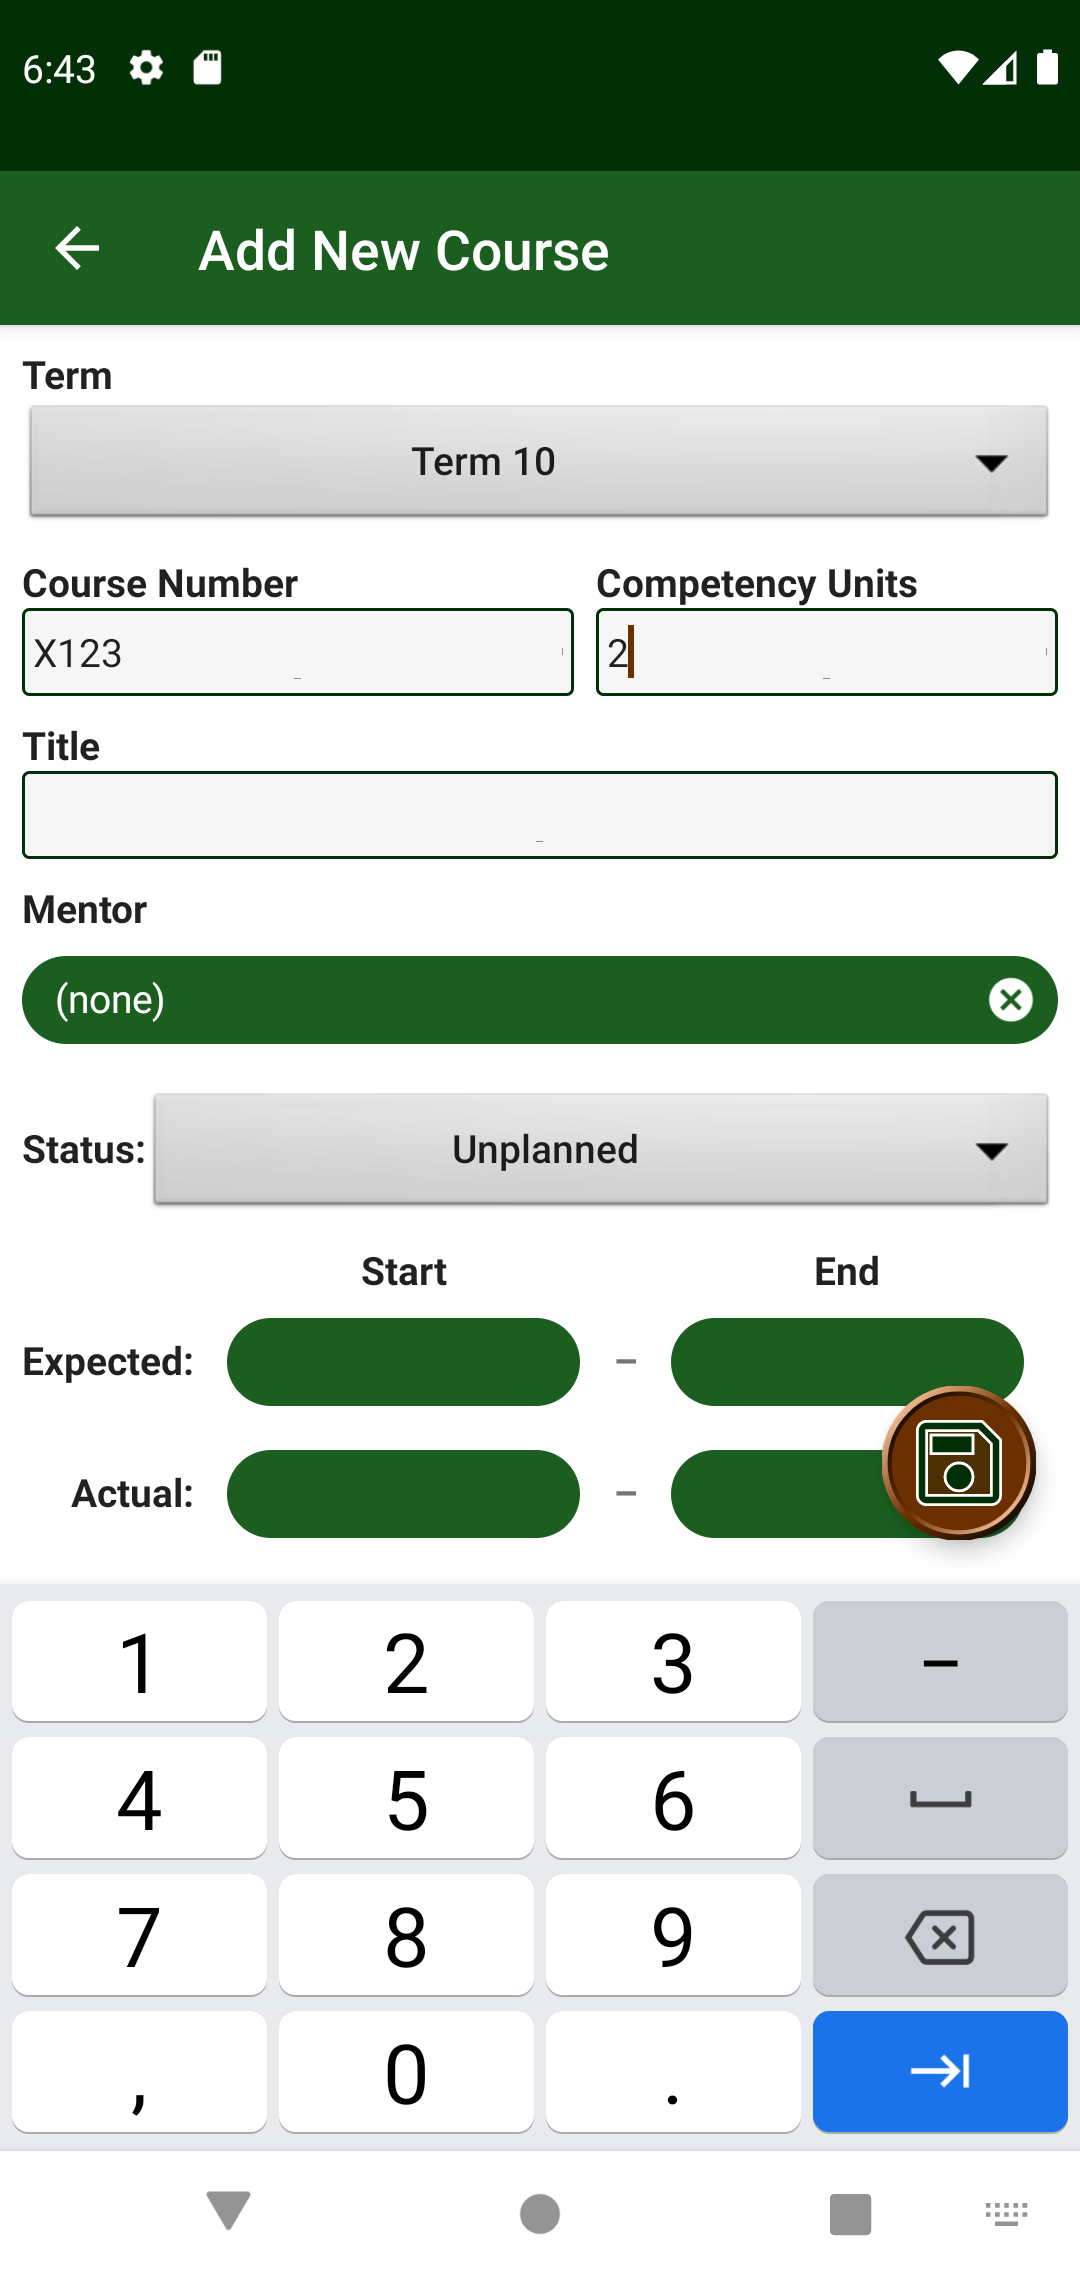 6:43
Add New Course
Term
Term 10
Course Number Competency Units
X123 2
Title
Mentor
(none)
Status: Unplanned
Start End
Expected: –
Actual: –
1 2 3 –
4 5 6
7 8 9
, 0 .